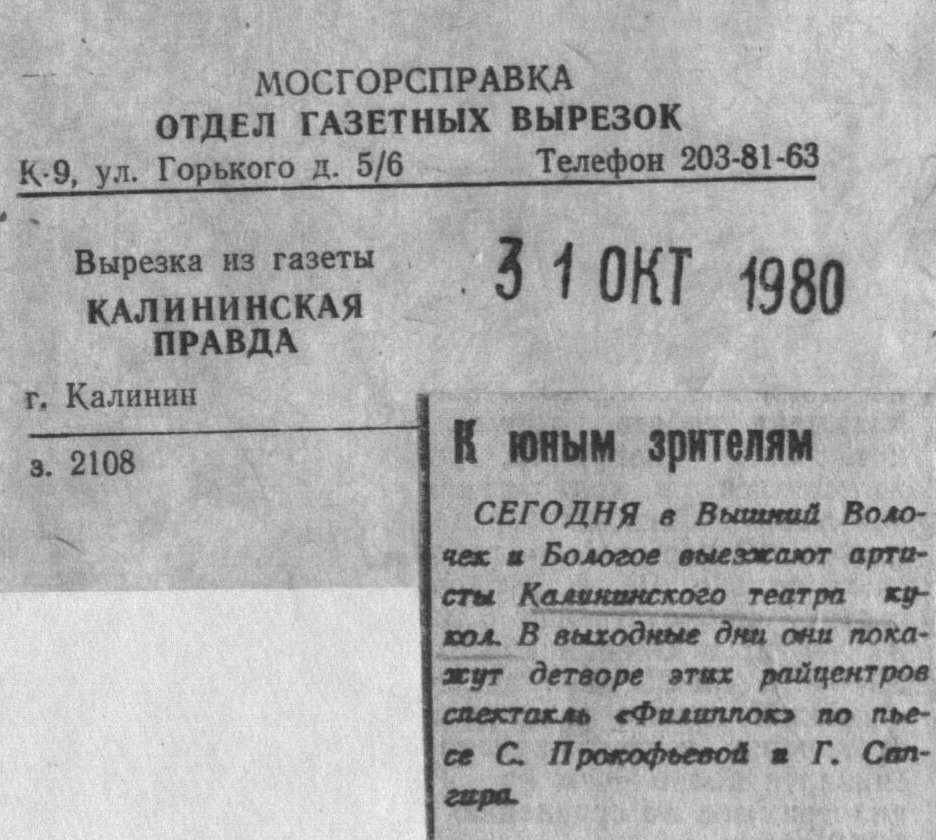 МОСГОРСПРАВКА
ОТДЕЛ ГАЗЕТНЫХ ВЫРЕЗОК
К-9, ул. Горького д. 5/6 Телефон 203-81-63
Вырезка из газеты
КАЛИНИНСКАЯ
ПРАВДА
г. Калинин
з. 2108
31 ОКТ 1980
К юным зрителям
СЕГОДНЯ в Вышний Воло-
чек и Бологое выезжают арти-
сты Калининского театра ку-
кол. В выходные дни они пока-
жут детворе этих райцентров
спектакль «Филиппок» по пье-
се С. Прокофьевой и Г. Сап-
гира.